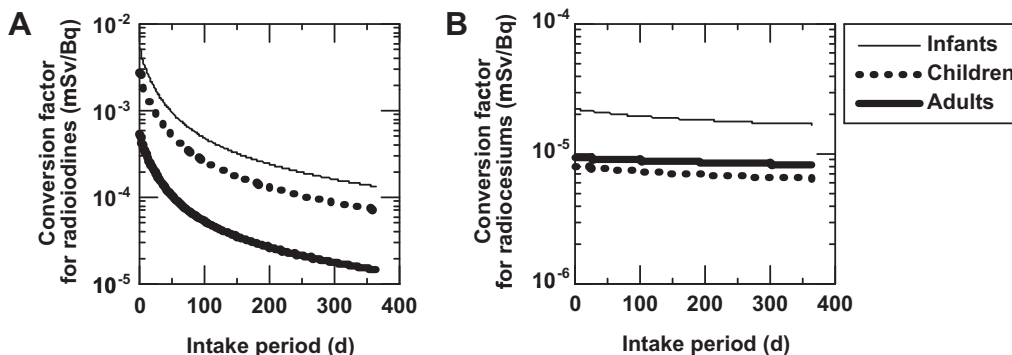 A
Conversion factor
for radioiodines (mSv/Bq)
10-2
10-3
10-4
10-5
0
100
200
300
400
Intake period (d)
B
Conversion factor
for radiocesiums (mSv/Bq)
10-4
10-5
10-6
0
100
200
300
400
Intake period (d)
Infants
Children
Adults